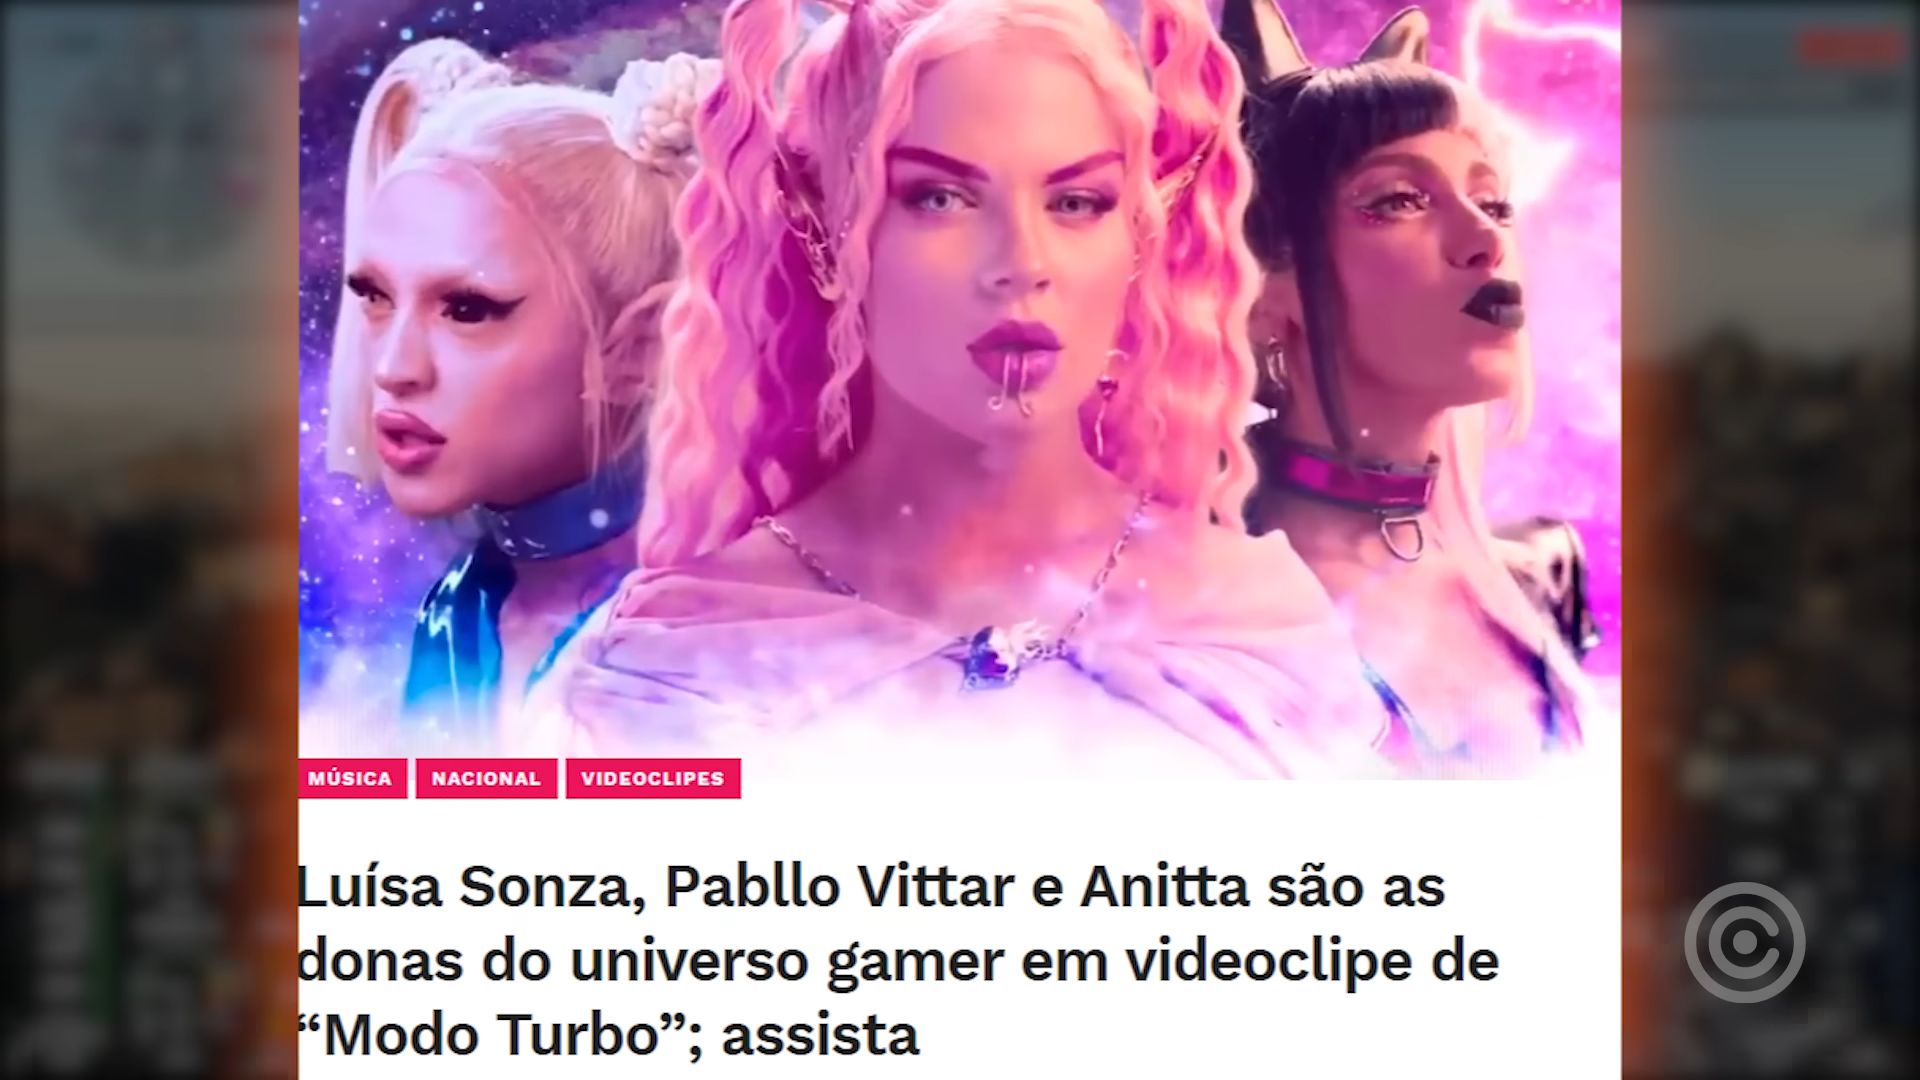 MÚSICA NACIONAL VIDEOCLIPES
Luísa Sonza, Pabllo Vittar e Anitta são as
donas do universo gamer em videoclipe de
“Modo Turbo”; assista